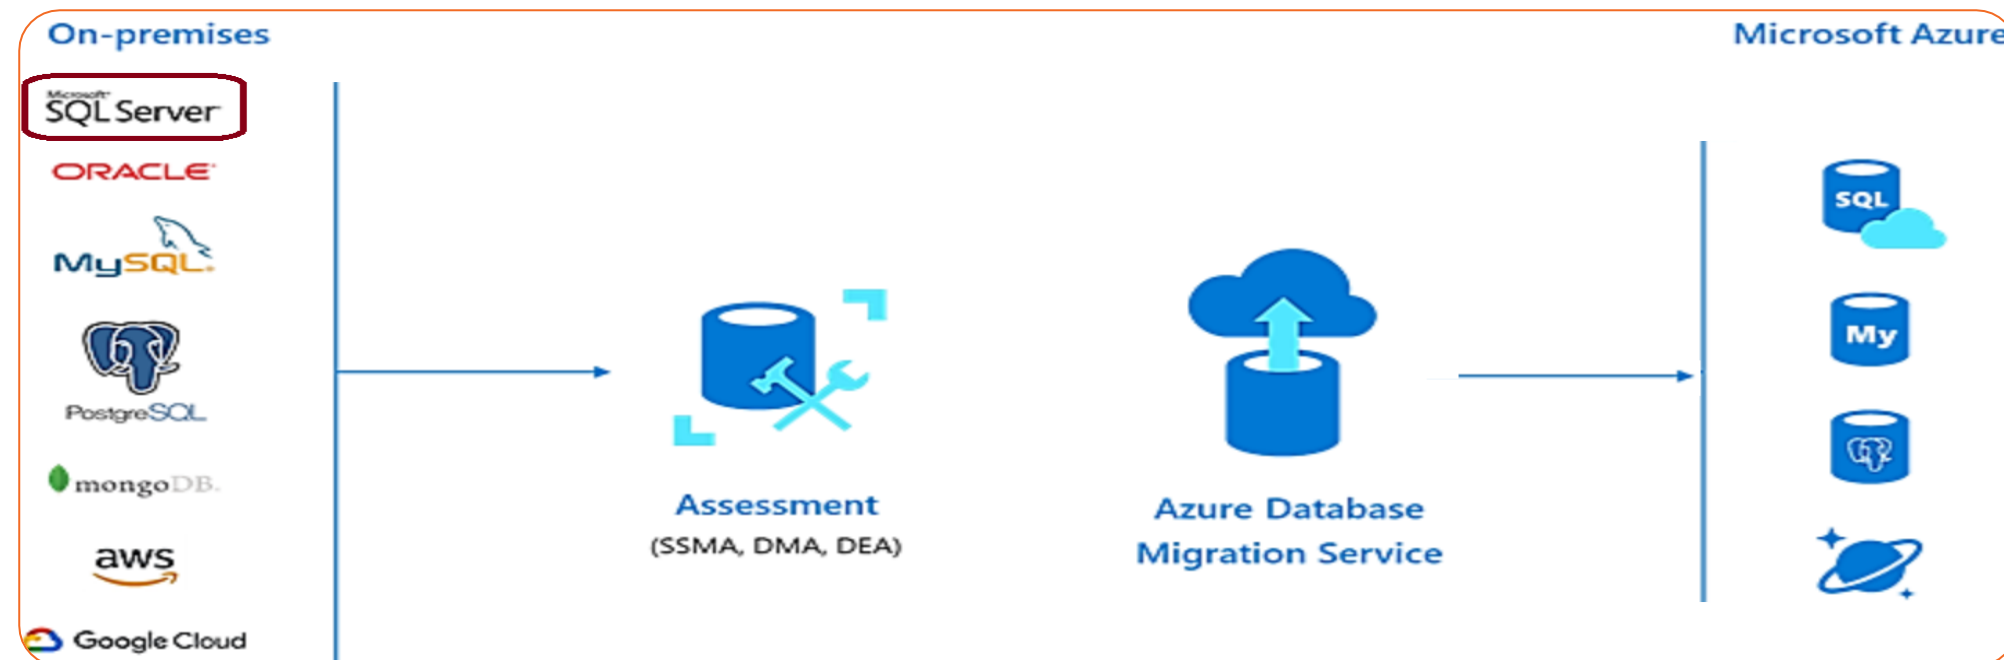 On-premises
Microsoft Azure
Microsoft
SQL Server
ORACLE
MySQL
PostgreSQL
mongoDB
aws
Google Cloud
Assessment
(SSMA, DMA, DEA)
Azure Database
Migration Service
SQL
My